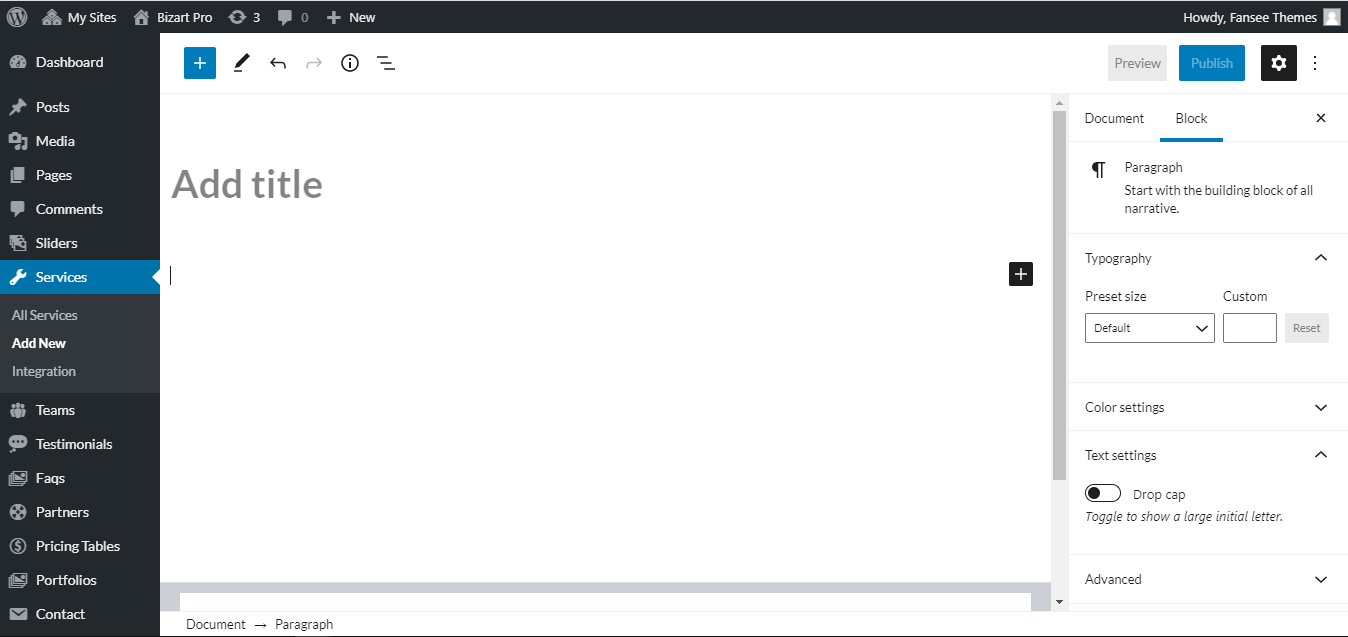 My Sites Bizart Pro 3 0 New Howdy, Fansee Themes
Dashboard
Posts
Media
Pages
Comments
Sliders
Services
All Services
Add New
Integration
Teams
Testimonials
Faqs
Partners
Pricing Tables
Portfolios
Contact
Preview Publish
Add title
Document Block
Paragraph
Start with the building block of all
narrative.
Typography
Preset size Custom
Default Reset
Color settings
Text settings
Drop cap
Toggle to show a large initial letter.
Advanced
Document → Paragraph